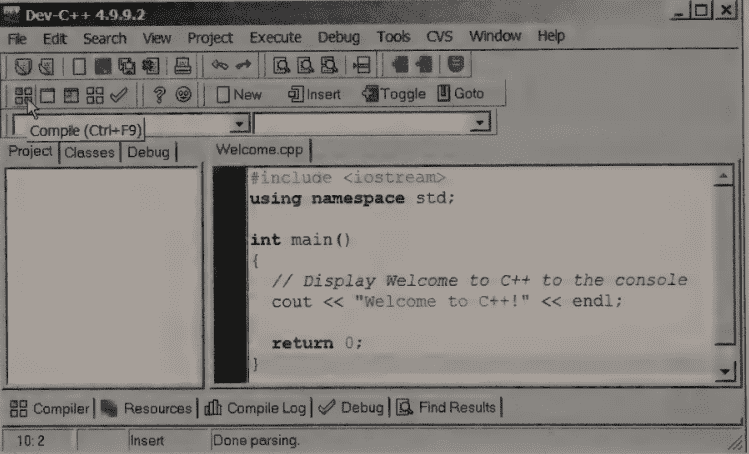 Dev-C++ 4.9.9.2
File Edit Search View Project Execute Debug Tools CVS Window Help
New Insert Toggle Goto
Compile (Ctrl+F9)
Project Classes Debug Welcome.cpp
#include <iostream>
using namespace std;
int main()
{
// Display Welcome to C++ to the console
cout << "Welcome to C++!" << endl;
return 0;
}
Compiler Resources Compile Log Debug Find Results
10: 2 Insert Done parsing.